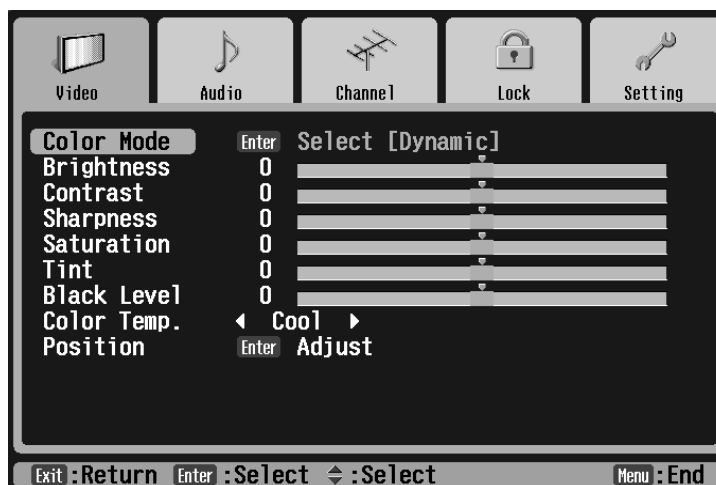 Video Audio Channel Lock Setting
Color Mode Enter Select [Dynamic]
Brightness 0
Contrast 0
Sharpness 0
Saturation 0
Tint 0
Black Level 0
Color Temp. Cool
Position Enter Adjust
Exit :Return Enter :Select :Select Menu :End